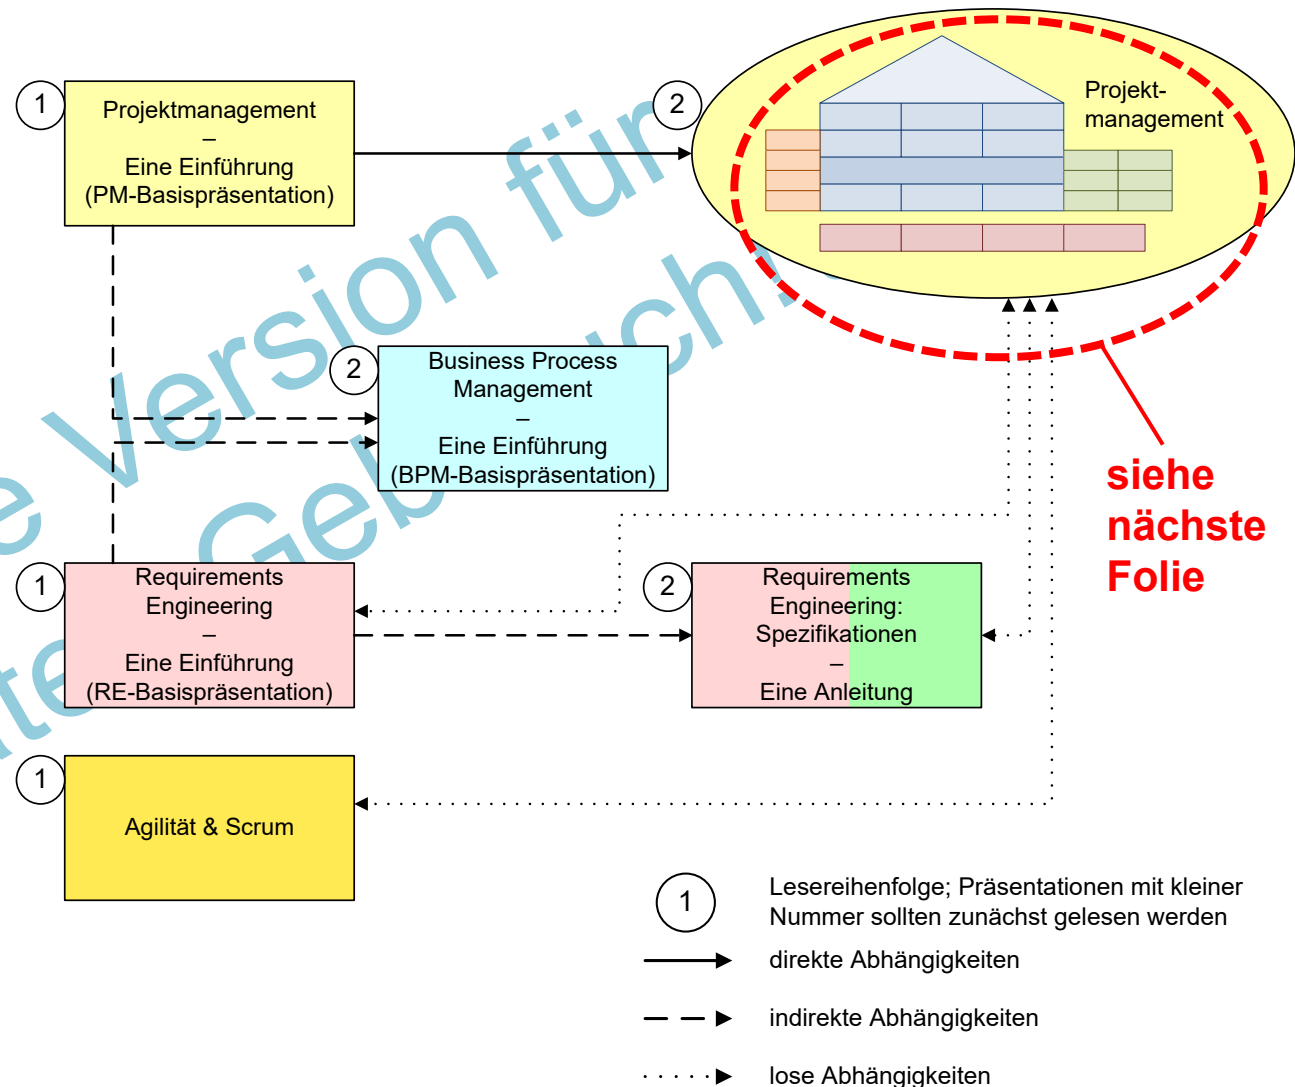 1
Projektmanagement
–
Eine Einführung
(PM-Basispräsentation)
2
Projekt-
management
2
Business Process
Management
–
Eine Einführung
(BPM-Basispräsentation)
siehe
nächste
Folie
1
Requirements
Engineering
–
Eine Einführung
(RE-Basispräsentation)
2
Requirements
Engineering:
Spezifikationen
–
Eine Anleitung
1
Agilität & Scrum
1
Lesereihenfolge; Präsentationen mit kleiner
Nummer sollten zunächst gelesen werden
direkte Abhängigkeiten
indirekte Abhängigkeiten
lose Abhängigkeiten
Version für